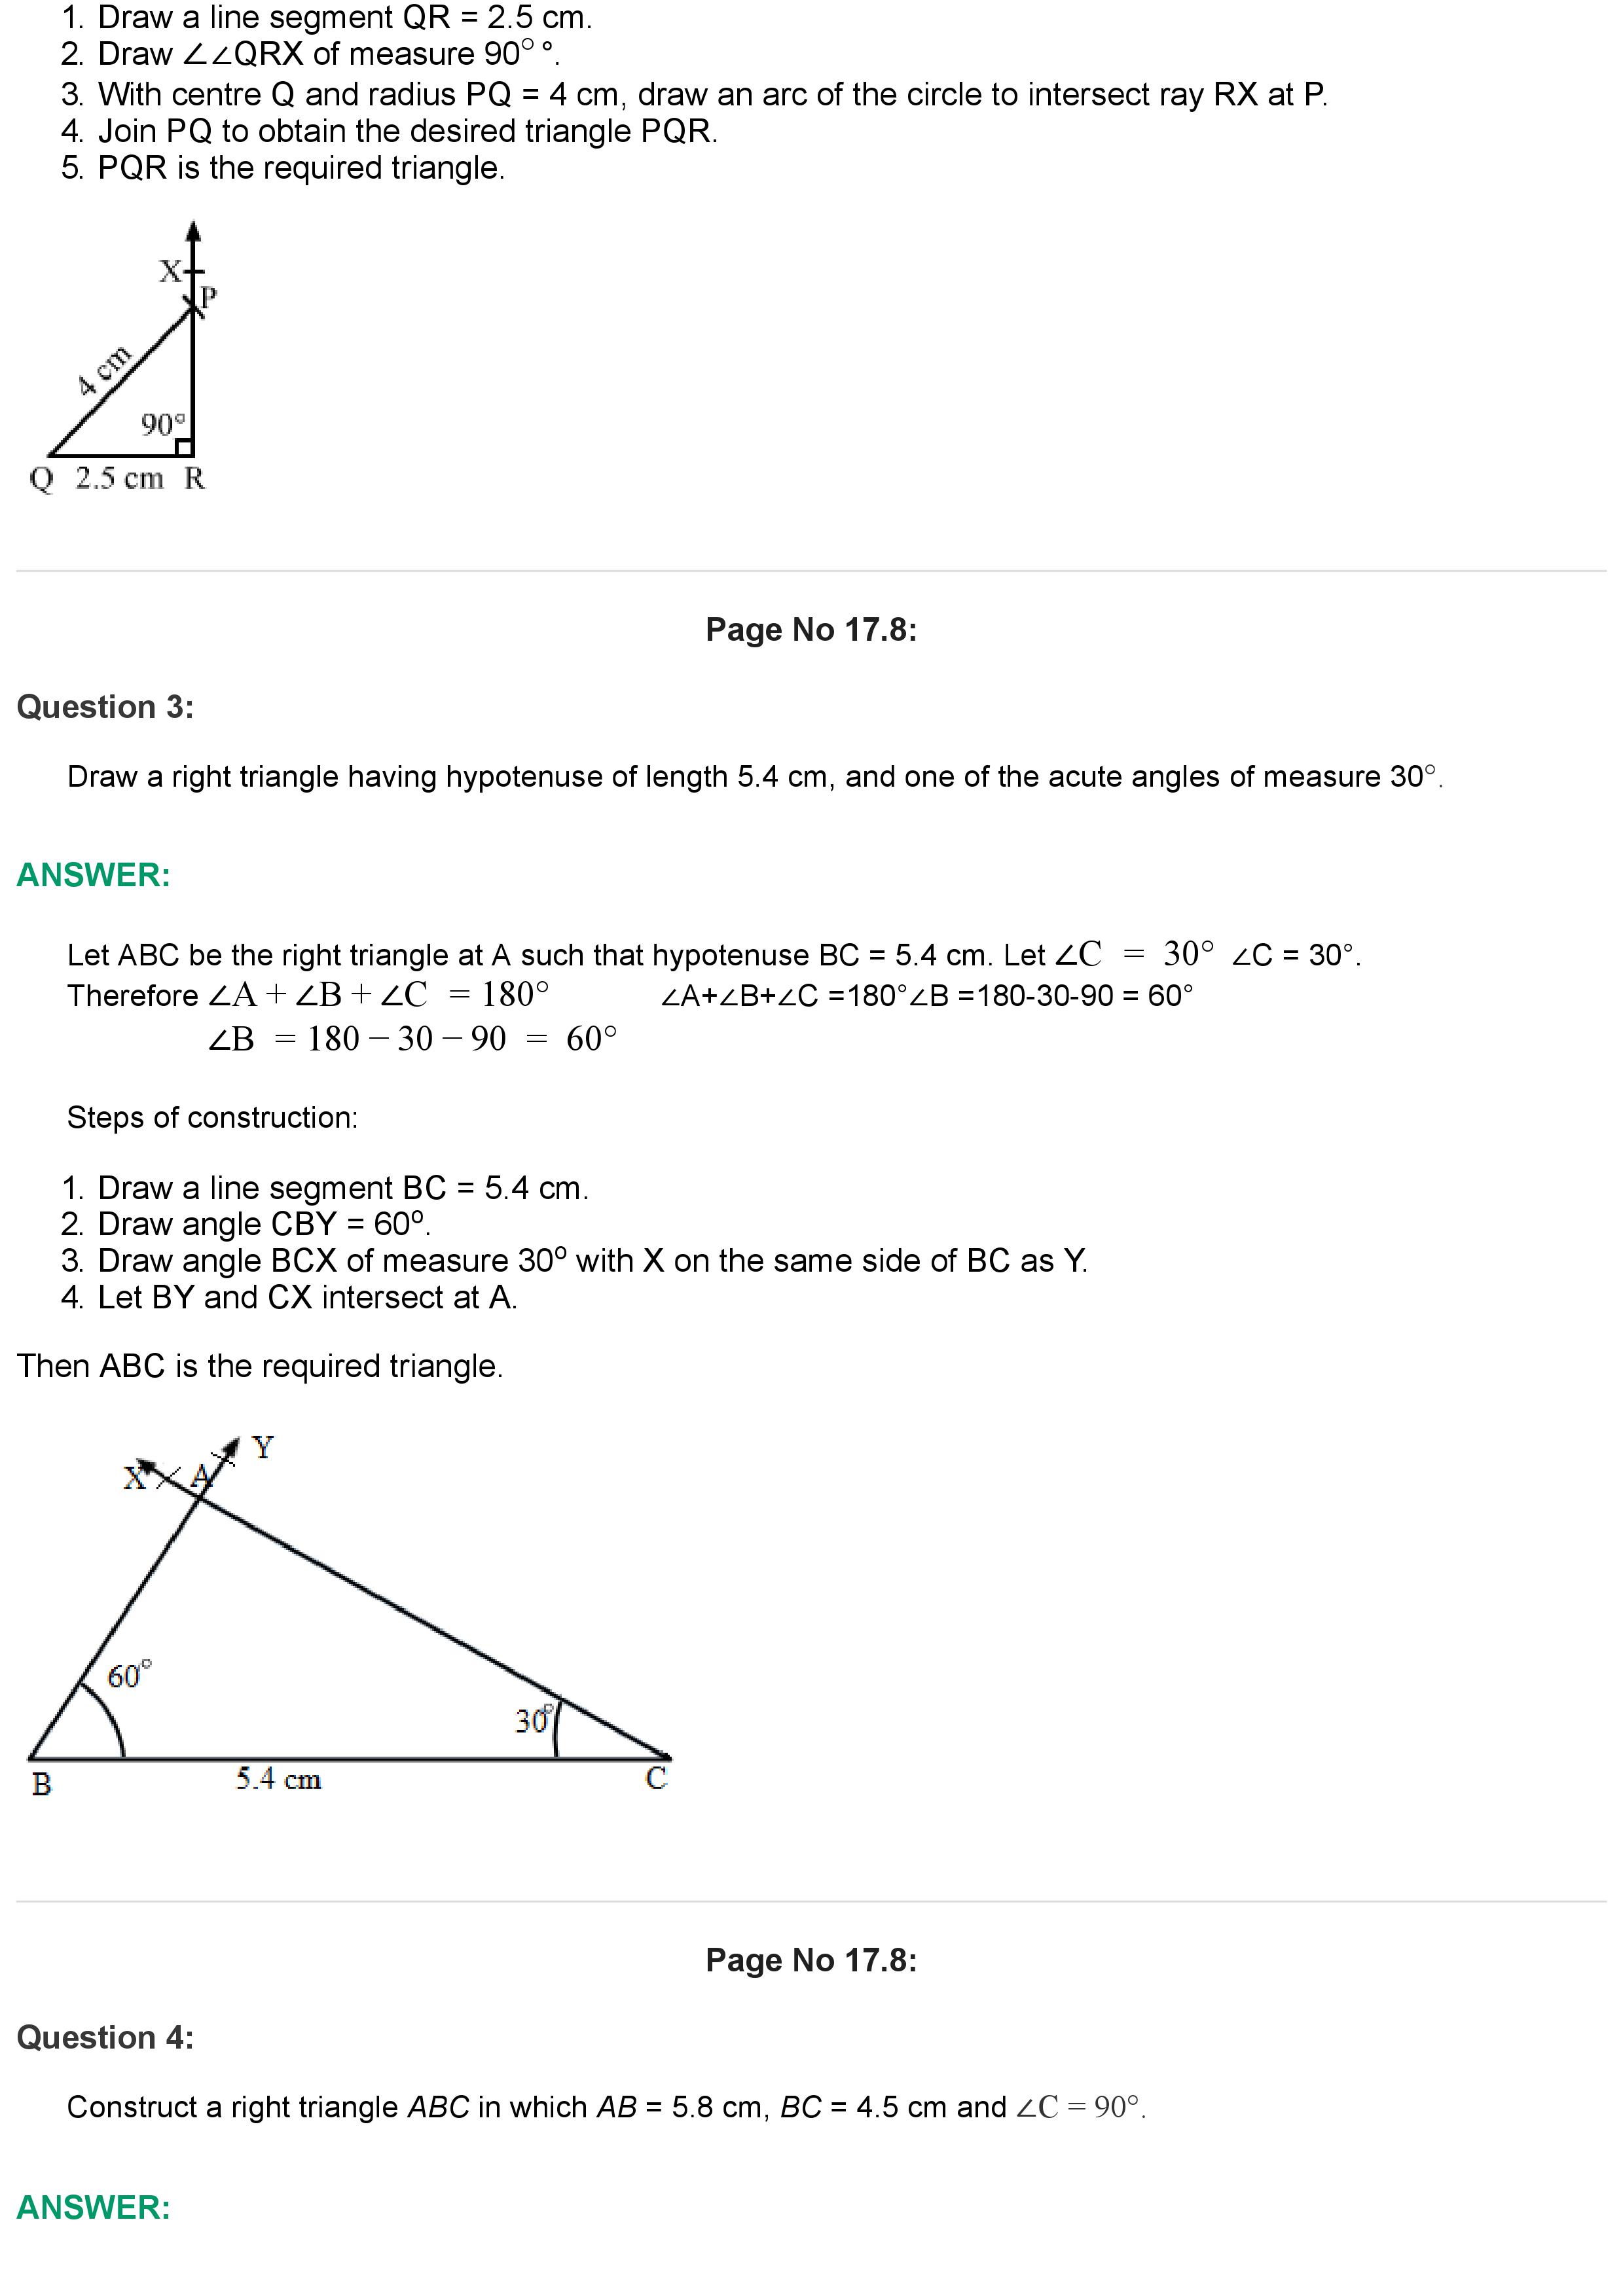 1. Draw a line segment QR = 2.5 cm.
2. Draw ∠∠QRX of measure 90° °.
3. With centre Q and radius PQ = 4 cm, draw an arc of the circle to intersect ray RX at P.
4. Join PQ to obtain the desired triangle PQR.
5. PQR is the required triangle.
X
P
4 cm
90°
Q 2.5 cm R
Page No 17.8:
Question 3:
Draw a right triangle having hypotenuse of length 5.4 cm, and one of the acute angles of measure 30°.
ANSWER:
Let ABC be the right triangle at A such that hypotenuse BC = 5.4 cm. Let ∠C = 30° ∠C = 30°.
Therefore ∠A + ∠B + ∠C = 180° ∠A+∠B+∠C =180°∠B =180-30-90 = 60°
∠B = 180 − 30 − 90 = 60°
Steps of construction:
1. Draw a line segment BC = 5.4 cm.
2. Draw angle CBY = 60º.
3. Draw angle BCX of measure 30º with X on the same side of BC as Y.
4. Let BY and CX intersect at A.
Then ABC is the required triangle.
Y
X A
60°
30°
B 5.4 cm C
Page No 17.8:
Question 4:
Construct a right triangle ABC in which AB = 5.8 cm, BC = 4.5 cm and ∠C = 90°.
ANSWER: